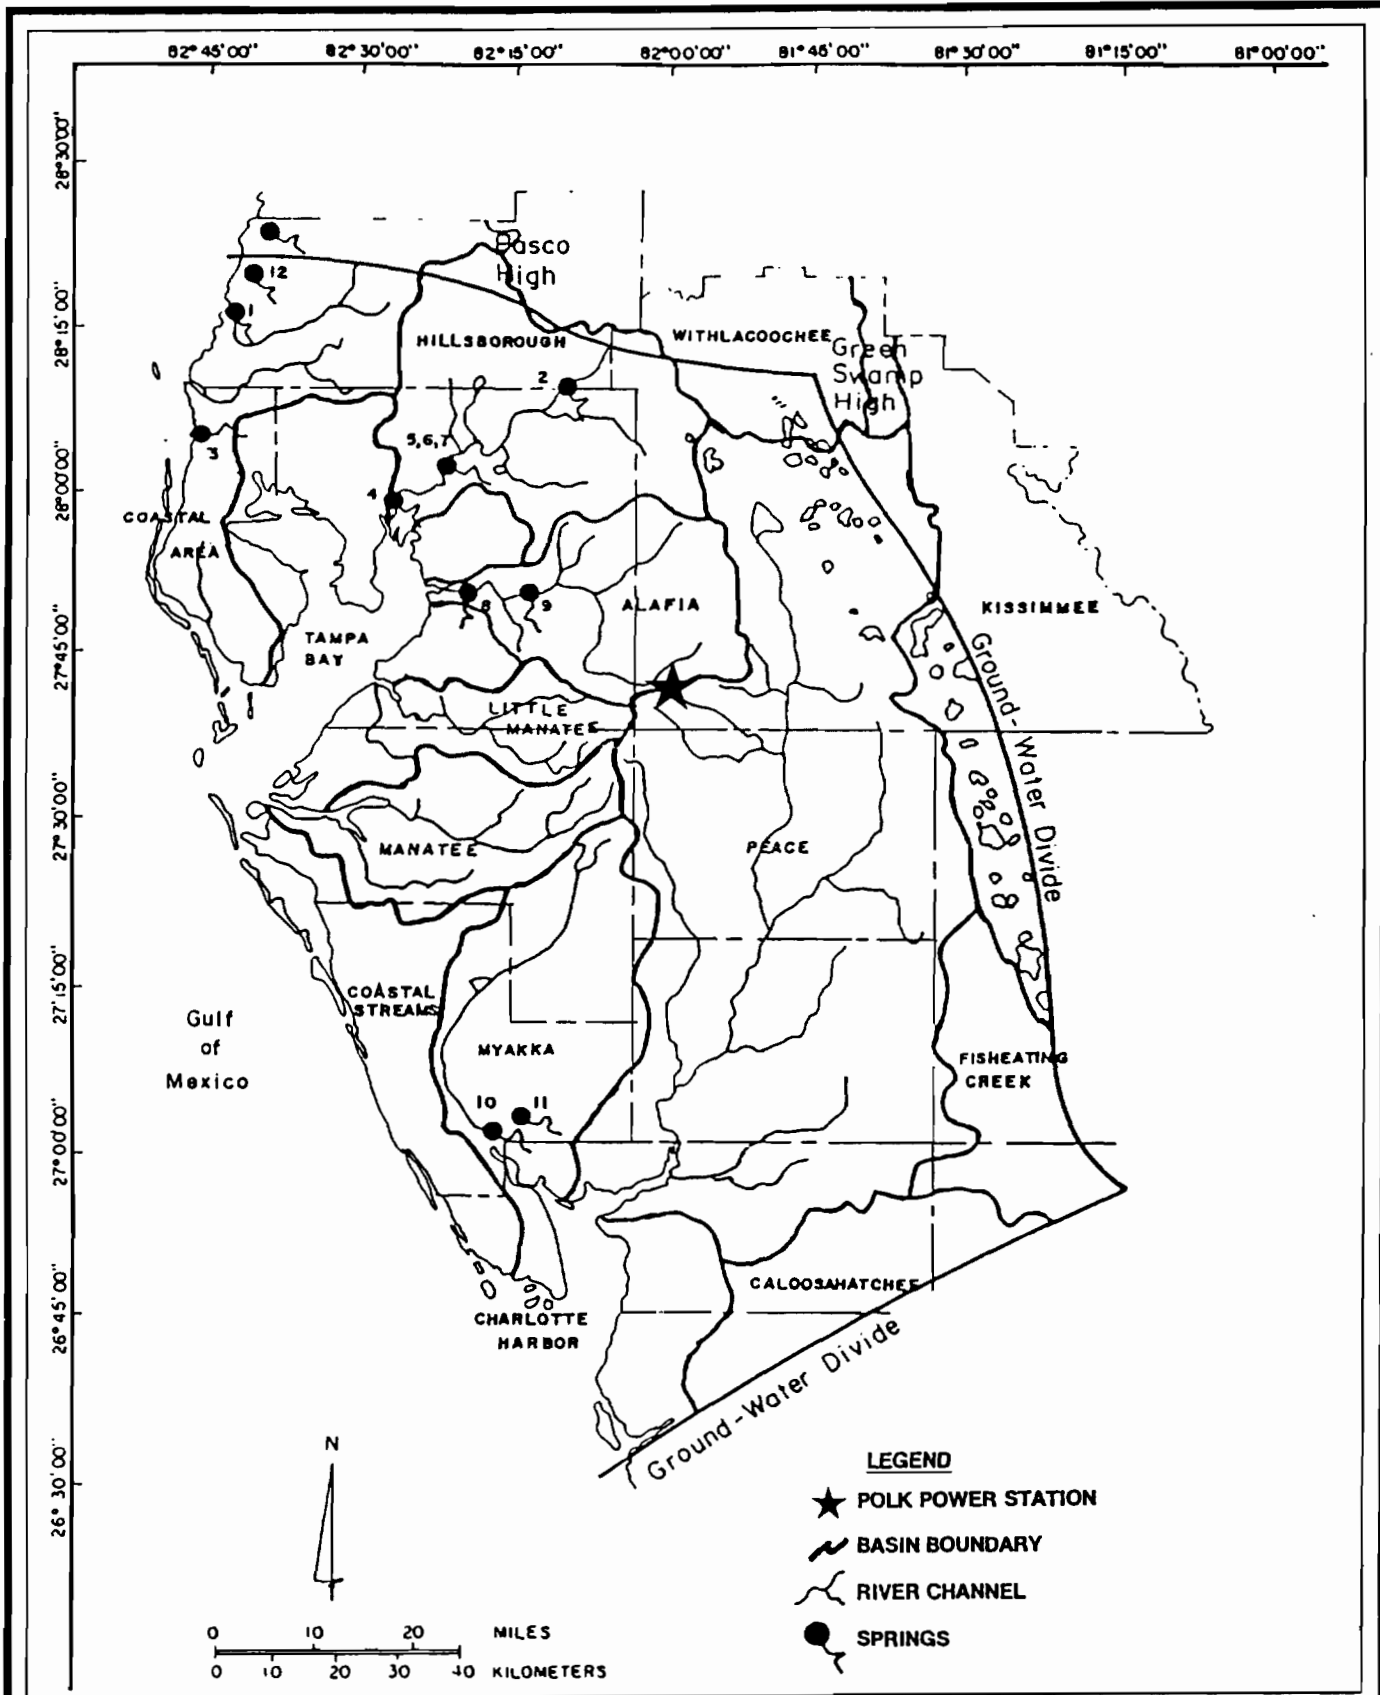 82°45'00" 82°30'00" 82°15'00" 82°00'00" 81°45'00" 81°30'00" 81°15'00" 81°00'00"
28°30'00"
28°15'00"
28°00'00"
27°45'00"
27°30'00"
27°15'00"
27°00'00"
26°45'00"
26°30'00"
Pasco
High
12
1
HILLSBOROUGH
WITHLACOOCHEE
Green
Swamp
High
2
3
5,6,7
4
COASTAL
AREA
8
9
ALAFIA
KISSIMMEE
TAMPA
BAY
Ground-Water Divide
LITTLE
MANATEE
MANATEE
PEACE
COASTAL
STREAMS
Gulf
of
Mexico
MYAKKA
FISHEATING
CREEK
10
11
CALOOSAHATCHEE
CHARLOTTE
HARBOR
Ground-Water Divide
N
LEGEND
POLK POWER STATION
BASIN BOUNDARY
RIVER CHANNEL
SPRINGS
0 10 20 MILES
0 10 20 30 40 KILOMETERS